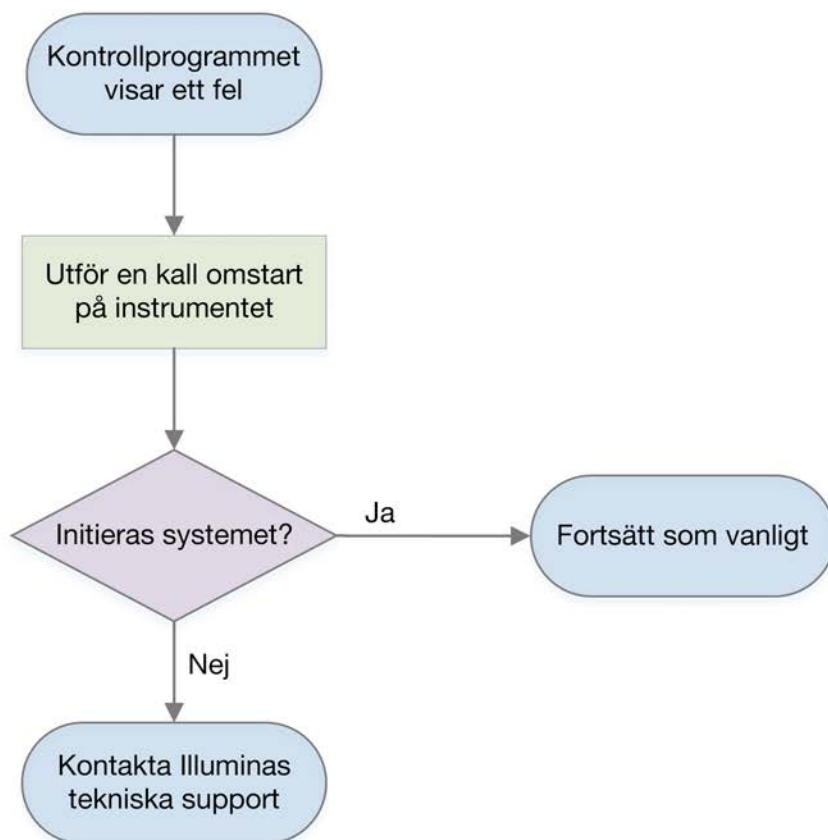 Kontrollprogrammet
visar ett fel
Utför en kall omstart
på instrumentet
Initieras systemet?
Ja
Fortsätt som vanligt
Nej
Kontakta Illuminas
tekniska support